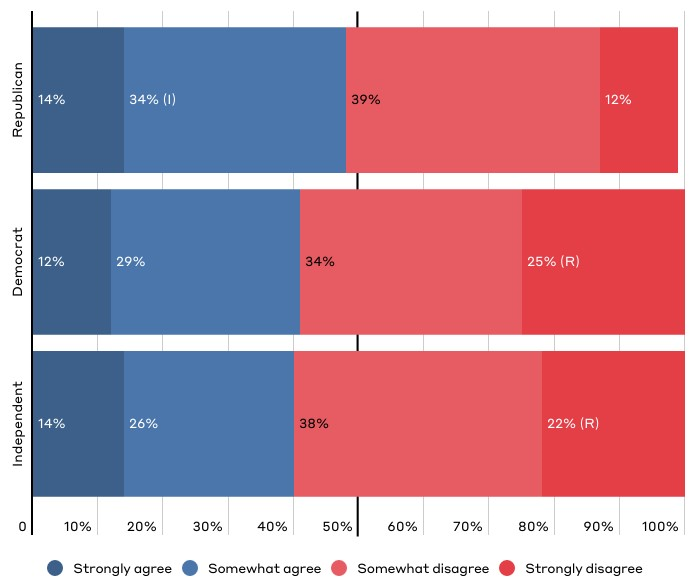 Republican
14% 34% (I) 39% 12%
Democrat
12% 29% 34% 25% (R)
Independent
14% 26% 38% 22% (R)
0 10% 20% 30% 40% 50% 60% 70% 80% 90% 100%
Strongly agree Somewhat agree Somewhat disagree Strongly disagree